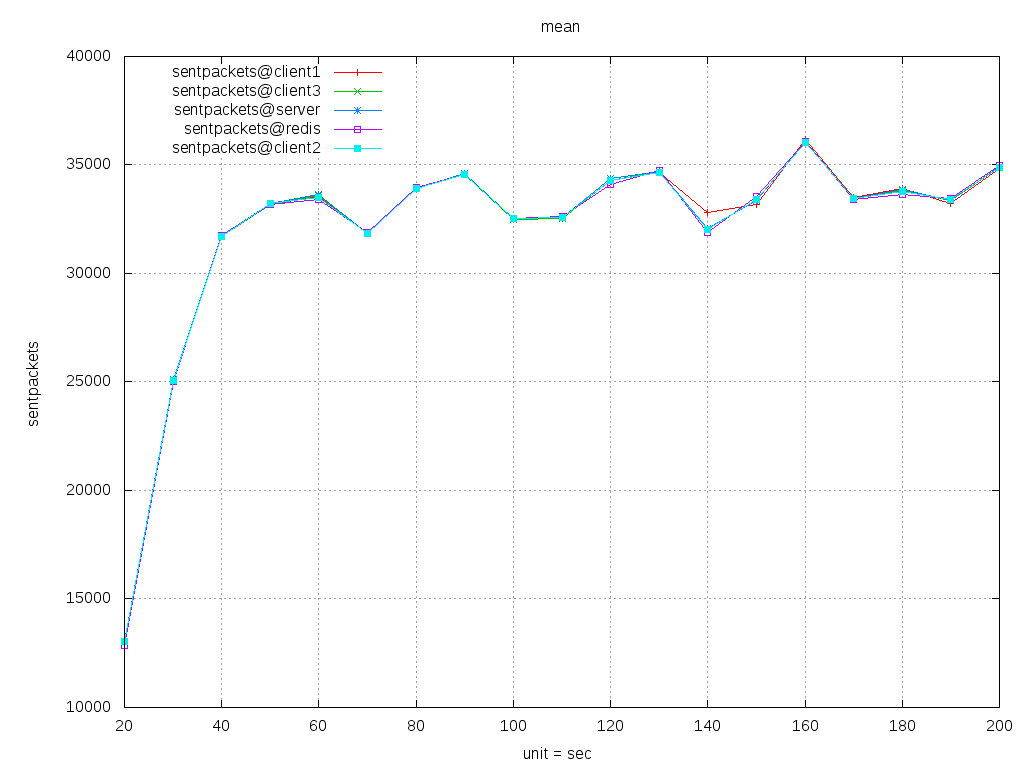 mean
40000
35000
30000
25000
20000
15000
10000
sentpackets
sentpackets@client1
sentpackets@client3
sentpackets@server
sentpackets@redis
sentpackets@client2
20 40 60 80 100 120 140 160 180 200
unit = sec